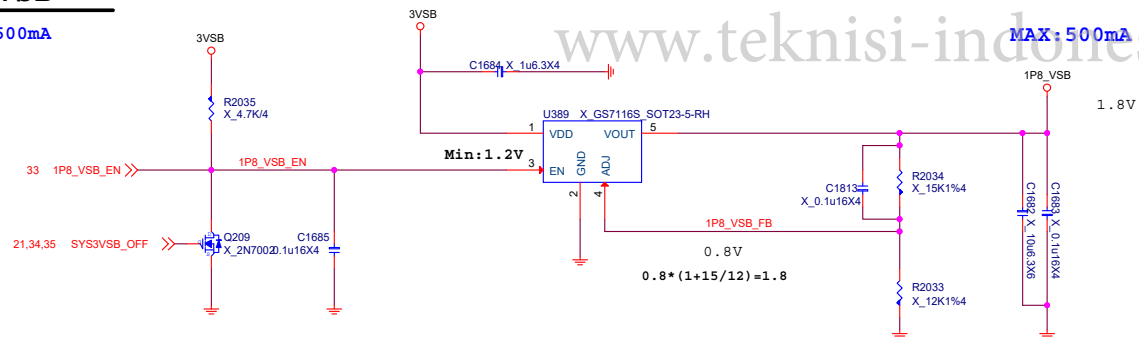 500mA
www.teknisi-indones
MAX:500mA
3VSB
3VSB
1P8_VSB
1.8V
C1684 X_1u6.3X4
R2035
X_4.7K/4
U389 X_GS7116S_SOT23-5-RH
1 VDD VOUT 5
Min:1.2V
33 1P8_VSB_EN
1P8_VSB_EN
3 EN GND ADJ
2 4
C1813
X_0.1u16X4
R2034
X_15K1%4
C1682 X_10u6.3X6
C1683 X_0.1u16X4
1P8_VSB_FB
21,34,35 SYS3VSB_OFF
Q209
X_2N7002
C1685
0.1u16X4
0.8V
0.8*(1+15/12)=1.8
R2033
X_12K1%4